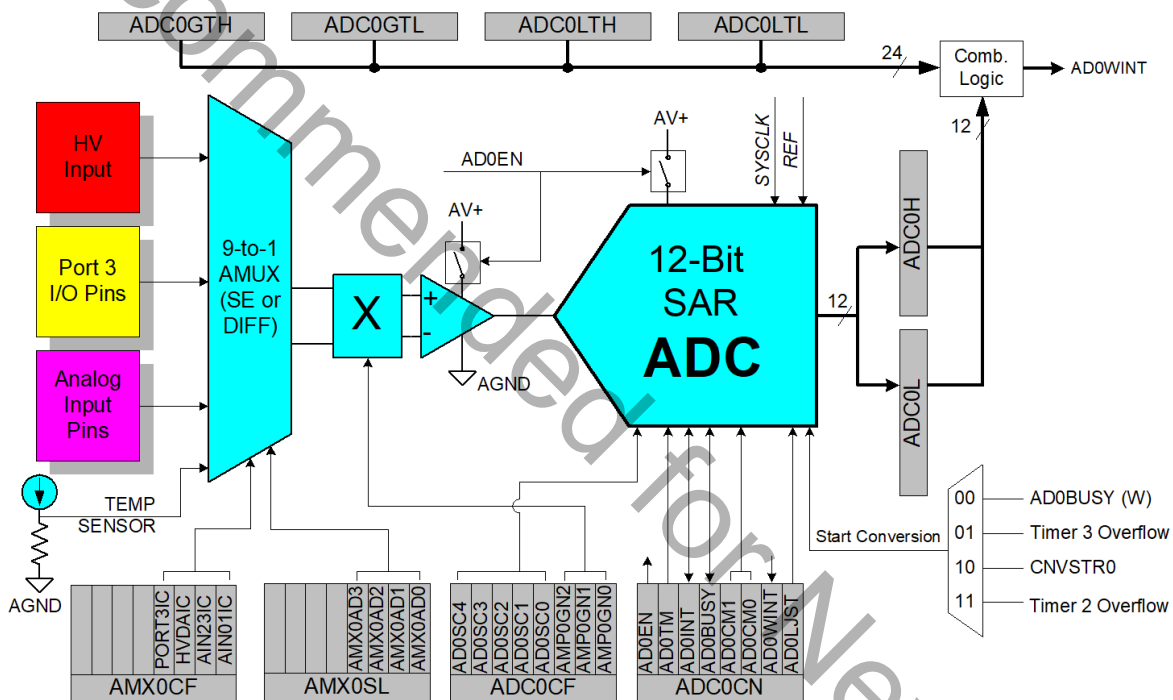 ADC0GTH
ADC0GTL
ADC0LTH
ADC0LTL
24
Comb.
Logic
AD0WINT
12
HV
Input
Port 3
I/O Pins
Analog
Input
Pins
9-to-1
AMUX
(SE or
DIFF)
X
+
-
AV+
AD0EN
AV+
AGND
SYSCLK
REF
12-Bit
SAR
ADC
12
ADC0H
ADC0L
TEMP
SENSOR
AGND
Start Conversion
00
AD0BUSY (W)
01
Timer 3 Overflow
10
CNVSTR0
11
Timer 2 Overflow
PORT3IC
HVDAIC
AIN23IC
AIN01IC
AMX0CF
AMX0AD3
AMX0AD2
AMX0AD1
AMX0AD0
AMX0SL
AD0SC4
AD0SC3
AD0SC2
AD0SC1
AD0SC0
AMP0GN2
AMP0GN1
AMP0GN0
ADC0CF
AD0EN
AD0TM
AD0INT
AD0BUSY
AD0CM1
AD0CM0
AD0WINT
AD0LJST
ADC0CN
commended for Ne